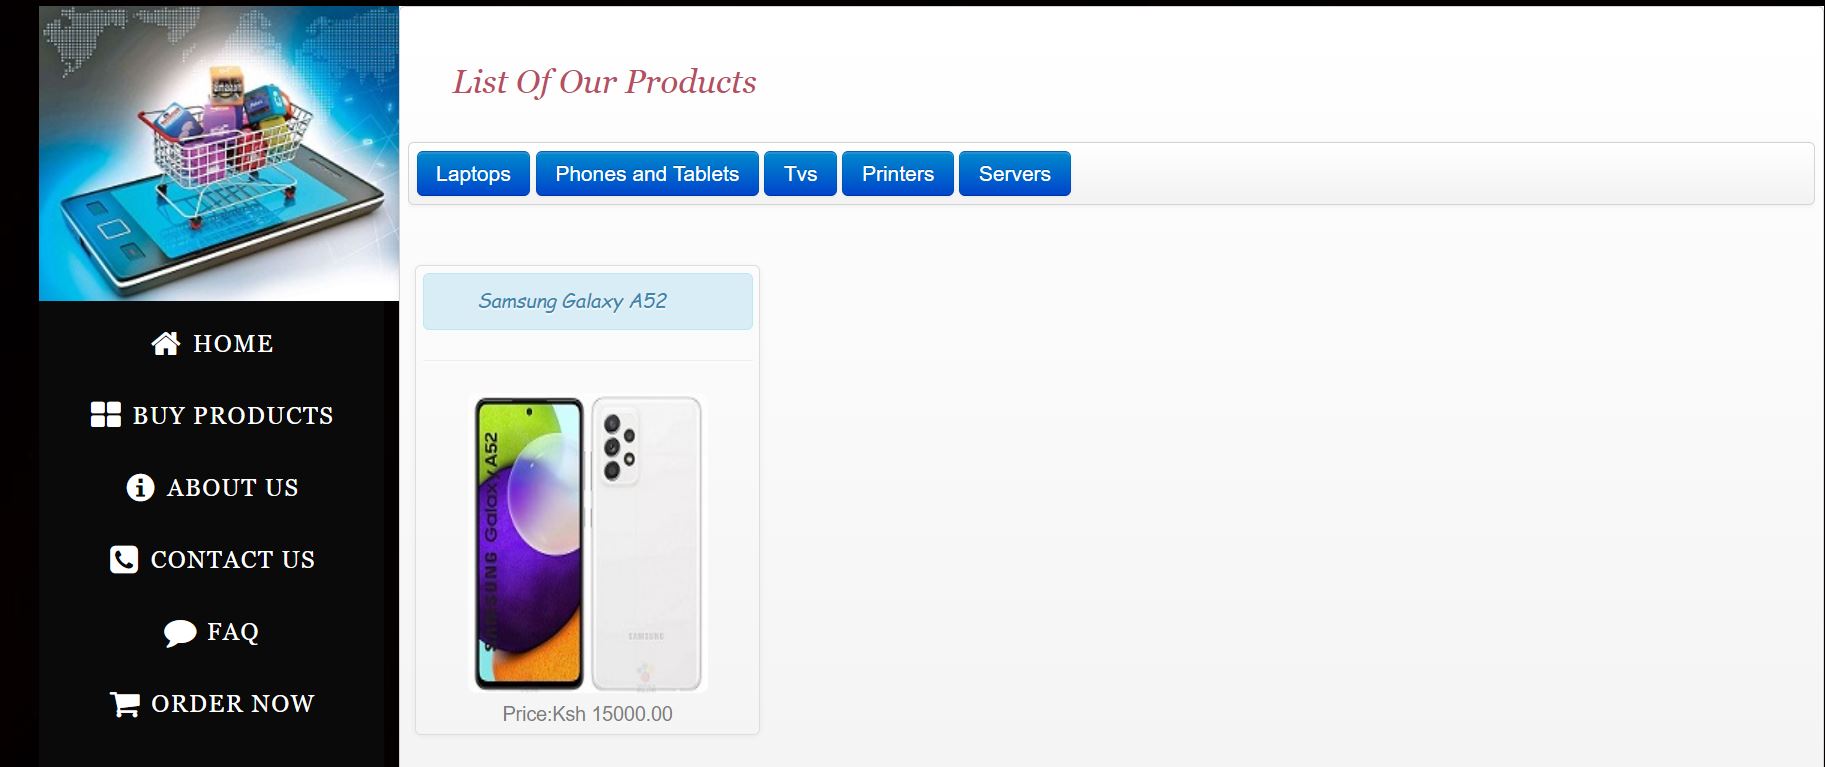 List Of Our Products
Laptops
Phones and Tablets
Tvs
Printers
Servers
HOME
BUY PRODUCTS
ABOUT US
CONTACT US
FAQ
ORDER NOW
Samsung Galaxy A52
SAMSUNG Galaxy A52
SAMSUNG
Price:Ksh 15000.00